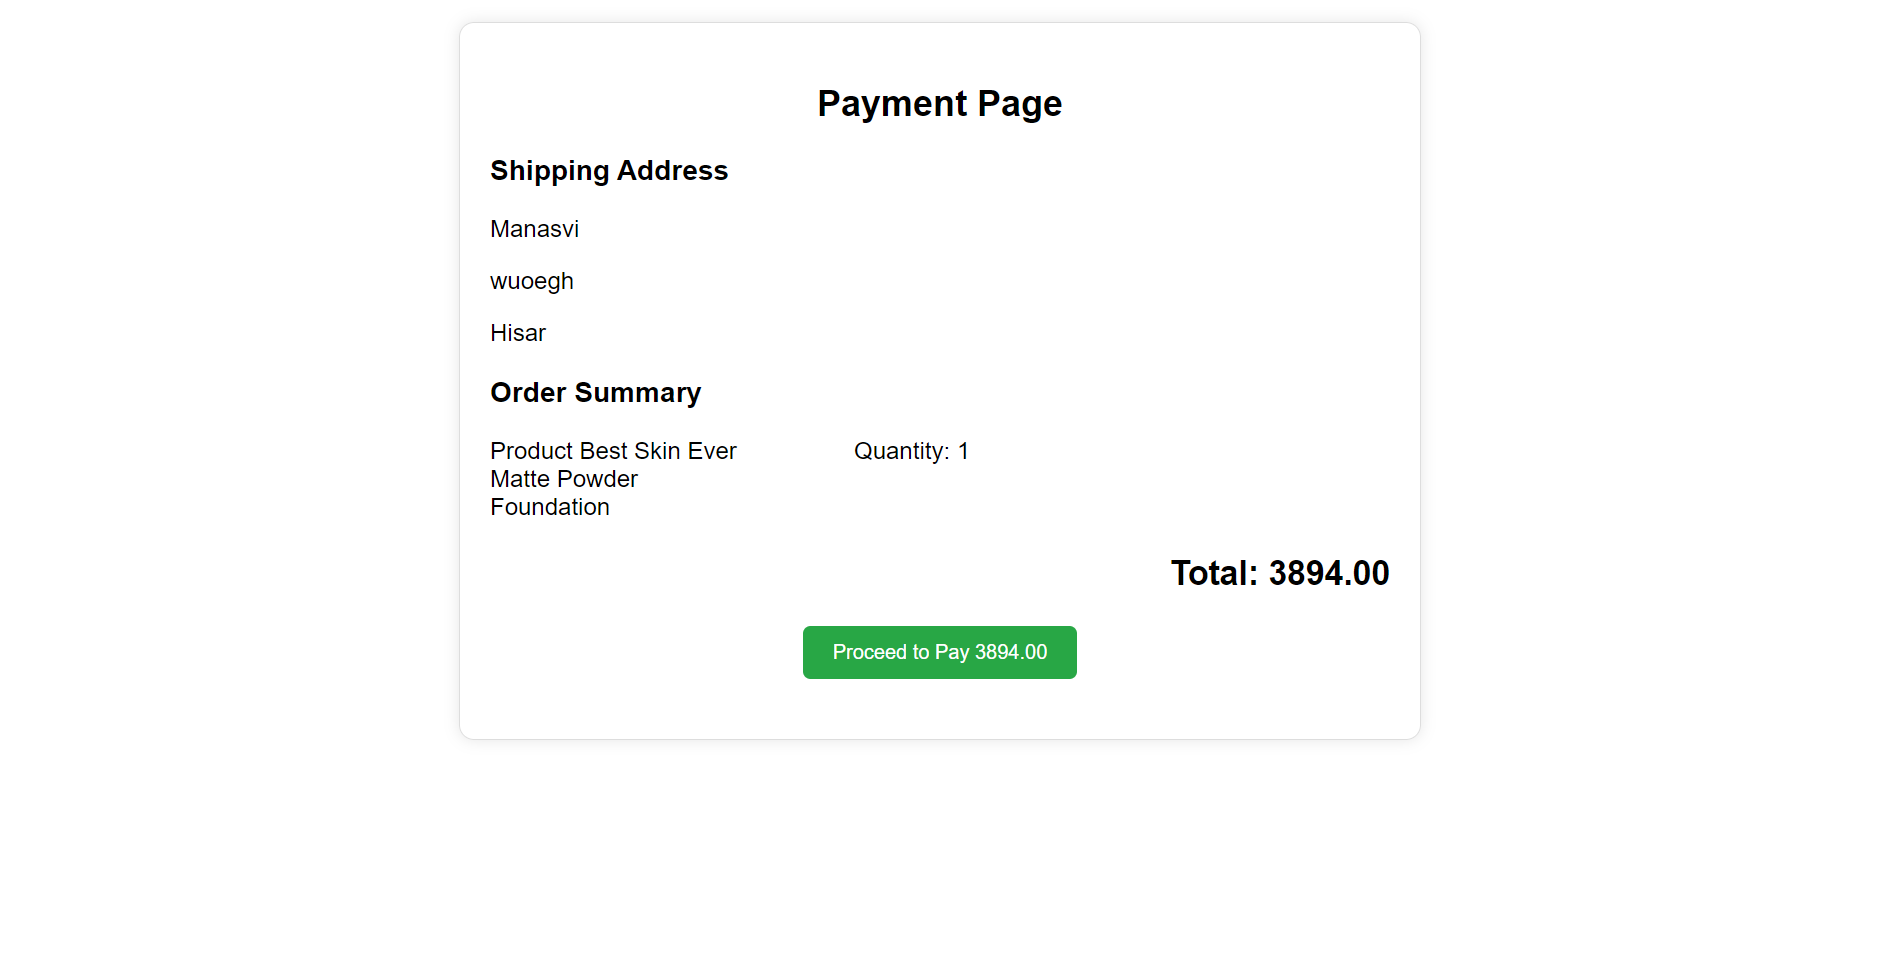 Payment Page
Shipping Address
Manasvi
wuoegh
Hisar
Order Summary
Product Best Skin Ever Quantity: 1
Matte Powder
Foundation
Total: 3894.00
Proceed to Pay 3894.00